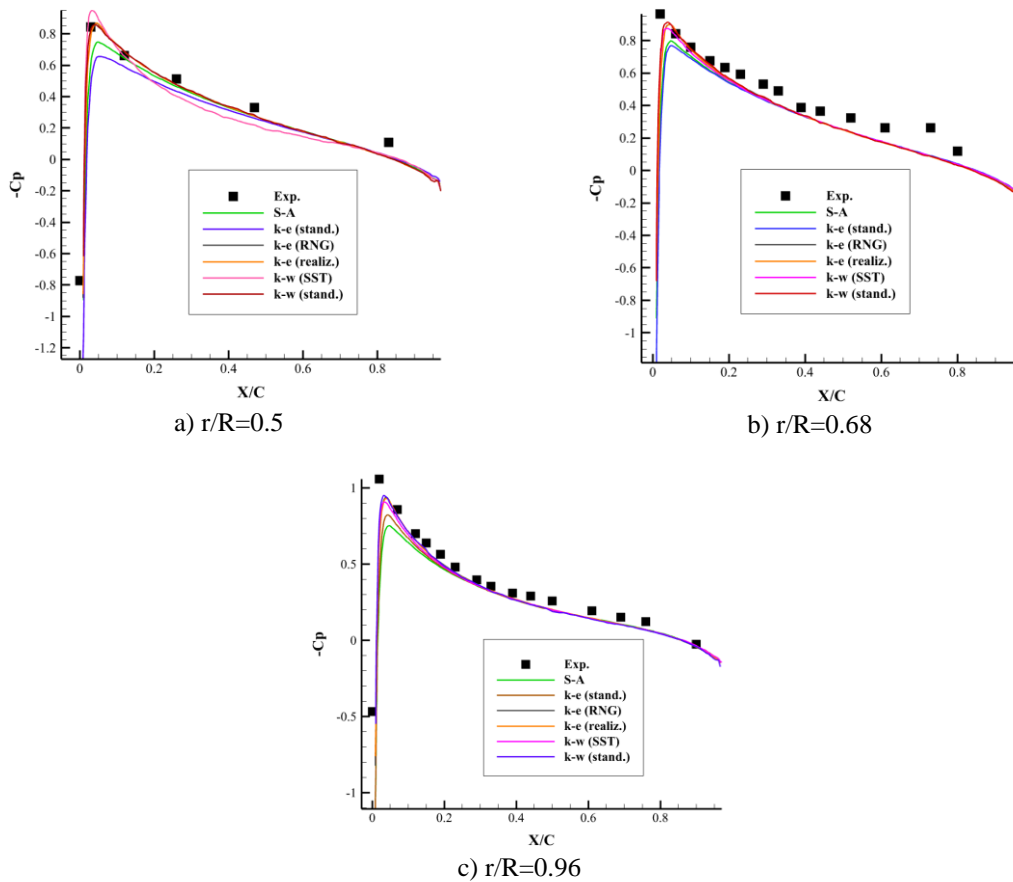 0.8
0.6
0.4
0.2
0
-0.2
-0.4
-0.6
-0.8
-1
-1.2
-Cp
Exp.
S-A
k-e (stand.)
k-e (RNG)
k-e (realiz.)
k-w (SST)
k-w (stand.)
0 0.2 0.4 0.6 0.8
X/C
a) r/R=0.5
0.8
0.6
0.4
0.2
0
-0.2
-0.4
-0.6
-0.8
-1
-Cp
Exp.
S-A
k-e (stand.)
k-e (RNG)
k-e (realiz.)
k-w (SST)
k-w (stand.)
0 0.2 0.4 0.6 0.8
X/C
b) r/R=0.68
1
0.5
0
-0.5
-1
-Cp
Exp.
S-A
k-e (stand.)
k-e (RNG)
k-e (realiz.)
k-w (SST)
k-w (stand.)
0 0.2 0.4 0.6 0.8
X/C
c) r/R=0.96